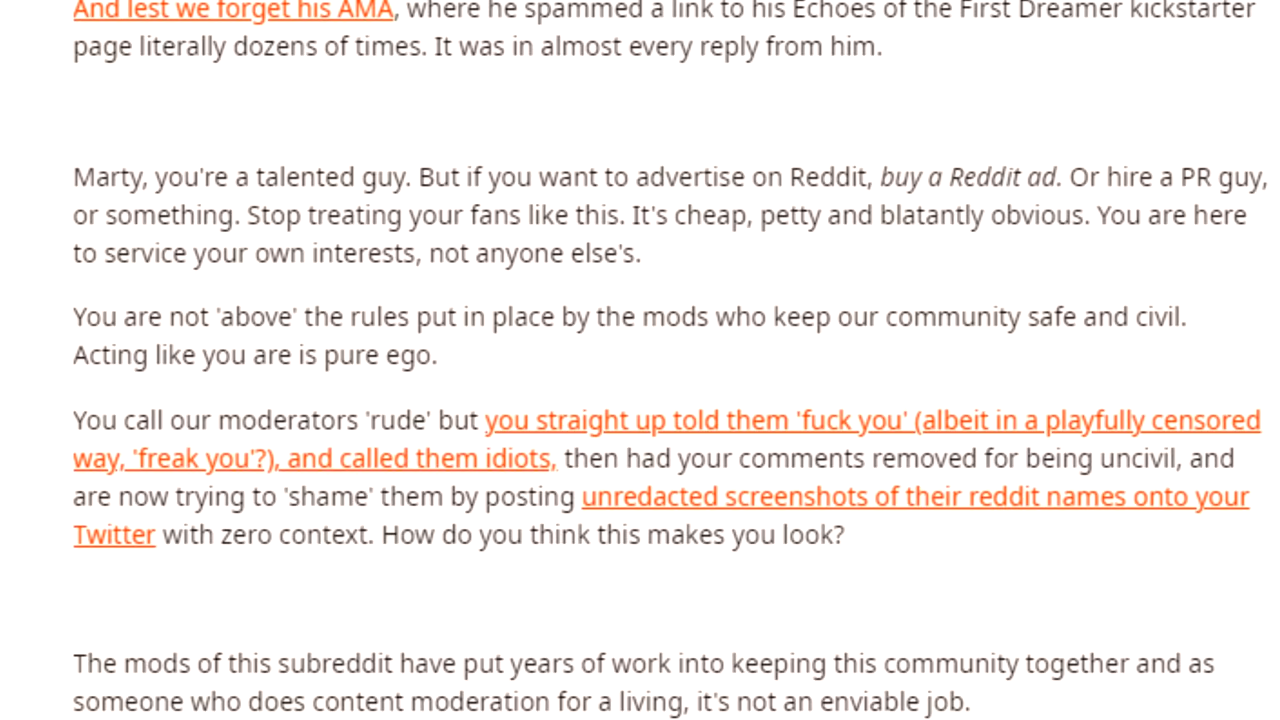 And lest we forget his AMA, where he spammed a link to his Echoes of the First Dreamer kickstarter
page literally dozens of times. It was in almost every reply from him.
Marty, you're a talented guy. But if you want to advertise on Reddit, buy a Reddit ad. Or hire a PR guy,
or something. Stop treating your fans like this. It's cheap, petty and blatantly obvious. You are here
to service your own interests, not anyone else's.
You are not 'above' the rules put in place by the mods who keep our community safe and civil.
Acting like you are is pure ego.
You call our moderators 'rude' but you straight up told them 'fuck you' (albeit in a playfully censored
way, 'freak you'?), and called them idiots, then had your comments removed for being uncivil, and
are now trying to 'shame' them by posting unredacted screenshots of their reddit names onto your
Twitter with zero context. How do you think this makes you look?
The mods of this subreddit have put years of work into keeping this community together and as
someone who does content moderation for a living, it's not an enviable job.